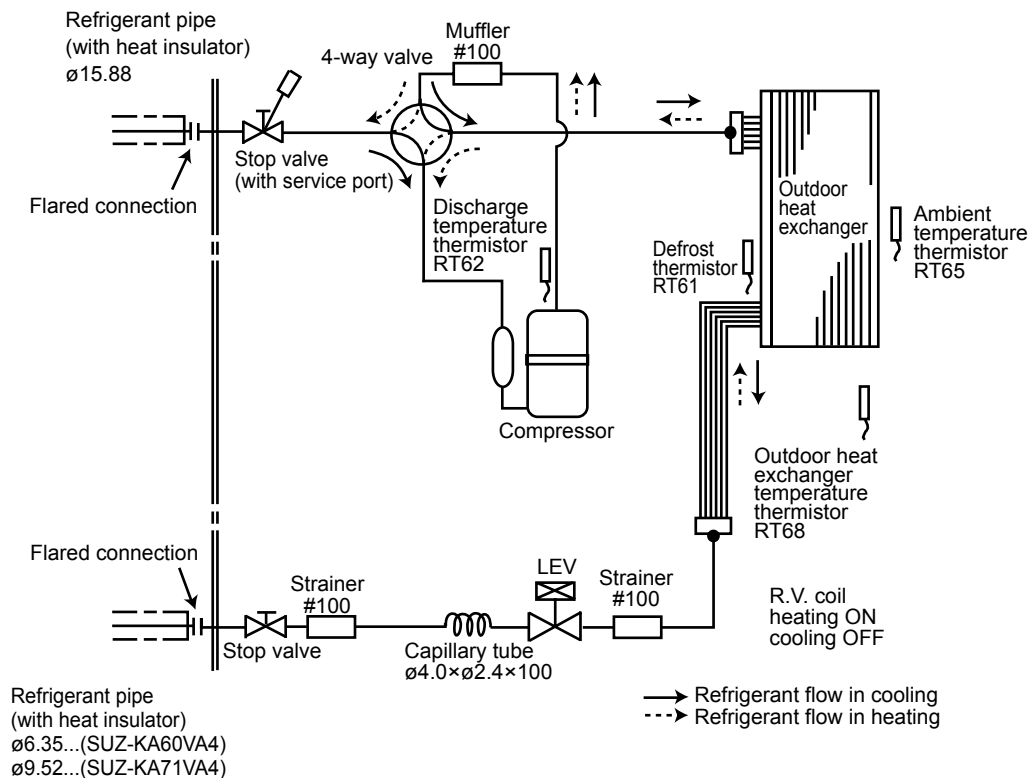 Refrigerant pipe
(with heat insulator)
ø15.88
Muffler
#100
4-way valve
Stop valve
(with service port)
Flared connection
Discharge
temperature
thermistor
RT62
Outdoor
heat
exchanger
Ambient
temperature
thermistor
RT65
Defrost
thermistor
RT61
Compressor
Outdoor heat
exchanger
temperature
thermistor
RT68
Flared connection
Strainer
#100
LEV
Strainer
#100
R.V. coil
heating ON
cooling OFF
Stop valve
Capillary tube
ø4.0×ø2.4×100
Refrigerant pipe
(with heat insulator)
ø6.35...(SUZ-KA60VA4)
ø9.52...(SUZ-KA71VA4)
Refrigerant flow in cooling
Refrigerant flow in heating